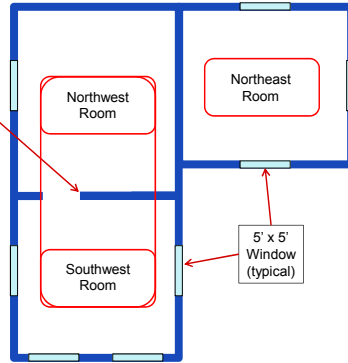 Northwest
Room
Northeast
Room
Southwest
Room
5’ x 5’
Window
(typical)